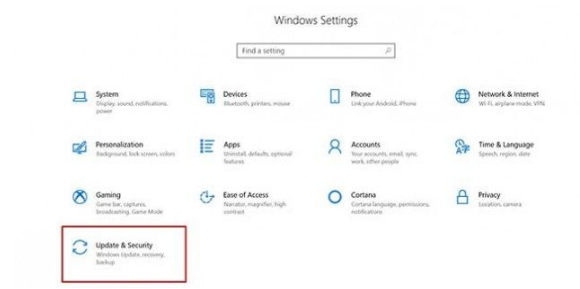 Windows Settings
Find a setting
System
Display, sound, notifications,
power
Devices
Bluetooth, printers, mouse
Phone
Link your Android, iPhone
Network & Internet
Wi-Fi, airplane mode, VPN
Personalization
Background, lock screen, colors
Apps
Uninstall, defaults, optional
features
Accounts
Your accounts, email, sync,
work, other people
Time & Language
Speech, region, date
Gaming
Game bar, captures,
broadcasting, Game Mode
Ease of Access
Narrator, magnifier, high
contrast
Cortana
Cortana language, permissions,
notifications
Privacy
Location, camera
Update & Security
Windows Update, recovery,
backup